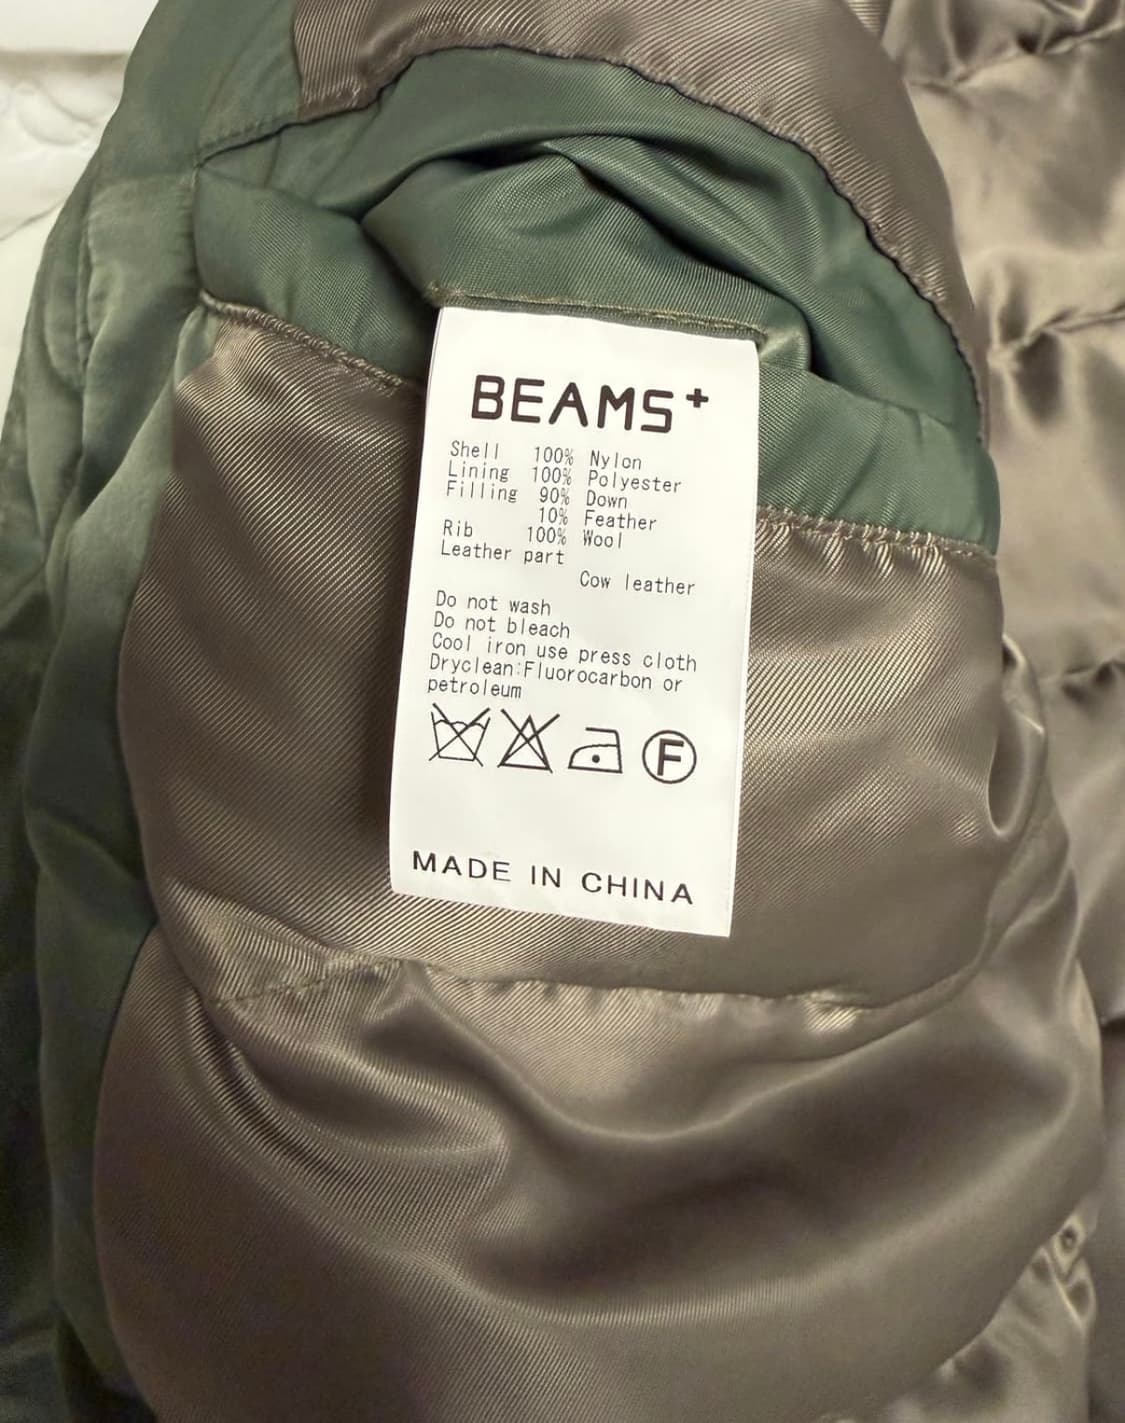 BEAMS+
Shell 100% Nylon
Lining 100% Polyester
Filling 90% Down
10% Feather
Rib 100% Wool
Leather part
Cow leather
Do not wash
Do not bleach
Cool iron use press cloth
Dryclean:Fluorocarbon or
petroleum
F
MADE IN CHINA